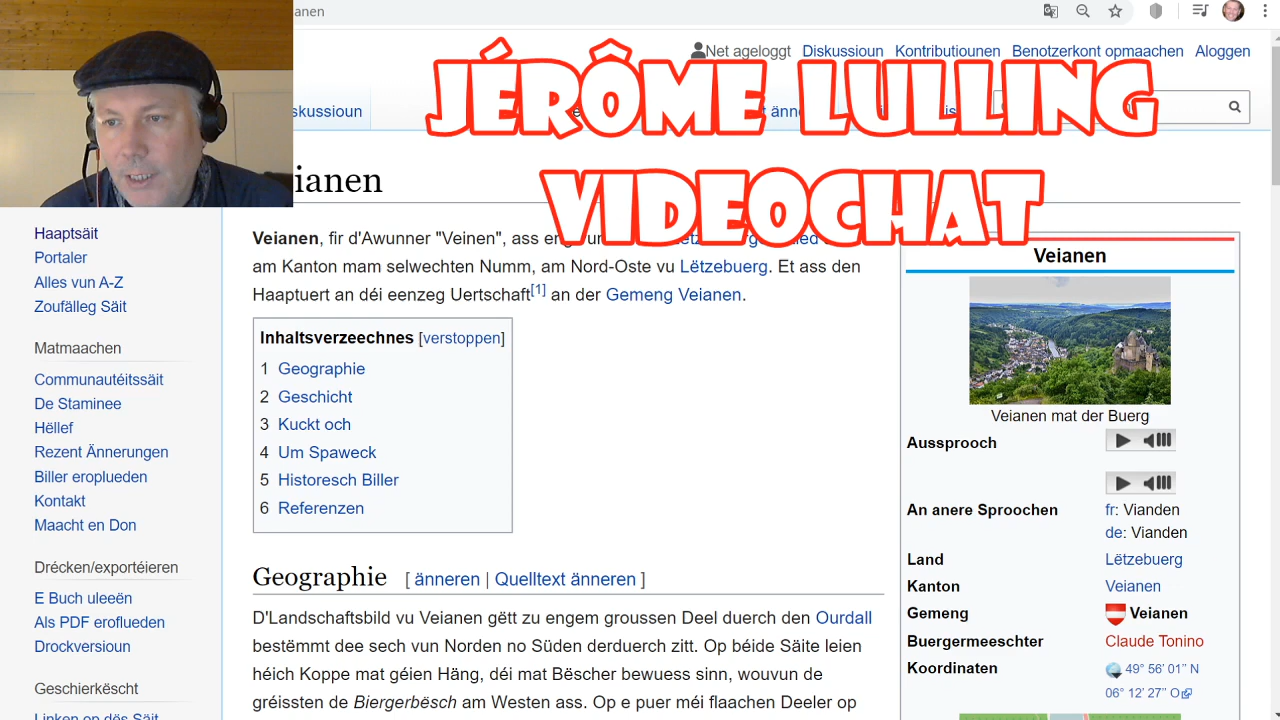 anen
Net ageloggt Diskussioun Kontributiounen Benotzerkont opmaachen Aloggen
skussioun
JÉRÔME LULLING
VIDEOCHAT
ianen
Haaptsäit
Portaler
Alles vun A-Z
Zoufälleg Säit
Matmaachen
Communautéitssäit
De Staminee
Hëllef
Rezent Ännerungen
Biller eroplueden
Kontakt
Maacht en Don
Drécken/exportéieren
E Buch uleeën
Als PDF eroflueden
Drockversioun
Geschierkëscht
Linken op dës Säit
Veianen, fir d'Awunner "Veinen", ass eng
am Kanton mam selwechten Numm, am Nord-Oste vu Lëtzebuerg. Et ass den
Haaptuert an déi eenzeg Uertschaft[1] an der Gemeng Veianen.
Inhaltsverzeechnes [verstoppen]
1 Geographie
2 Geschicht
3 Kuckt och
4 Um Spaweck
5 Historesch Biller
6 Referenzen
Geographie [ änneren | Quelltext änneren ]
D'Landschaftsbild vu Veianen gëtt zu engem groussen Deel duerch den Ourdall
bestëmmt dee sech vun Norden no Süden derduerch zitt. Op béide Säite leien
héich Koppe mat géien Häng, déi mat Bëscher bewuess sinn, wouvun de
gréissten de Biergerbësch am Westen ass. Op e puer méi flaachen Deeler op
Veianen
Veianen mat der Buerg
Aussprooch
An anere Sproochen fr: Vianden
de: Vianden
Land Lëtzebuerg
Kanton Veianen
Gemeng Veianen
Buergermeeschter Claude Tonino
Koordinaten 49° 56' 01'' N
06° 12' 27'' O